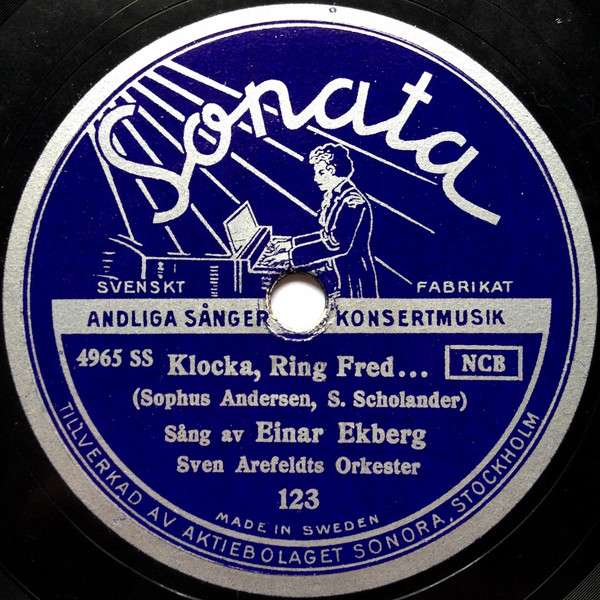 Sonata
SVENSKT FABRIKAT
ANDLIGA SÅNGER KONSERTMUSIK
4965 SS Klocka, Ring Fred... NCB
(Sophus Andersen, S. Scholander)
Sång av Einar Ekberg
Sven Arefeldts Orkester
123
MADE IN SWEDEN
TILLVERKAD AV AKTIEBOLAGET SONORA, STOCKHOLM